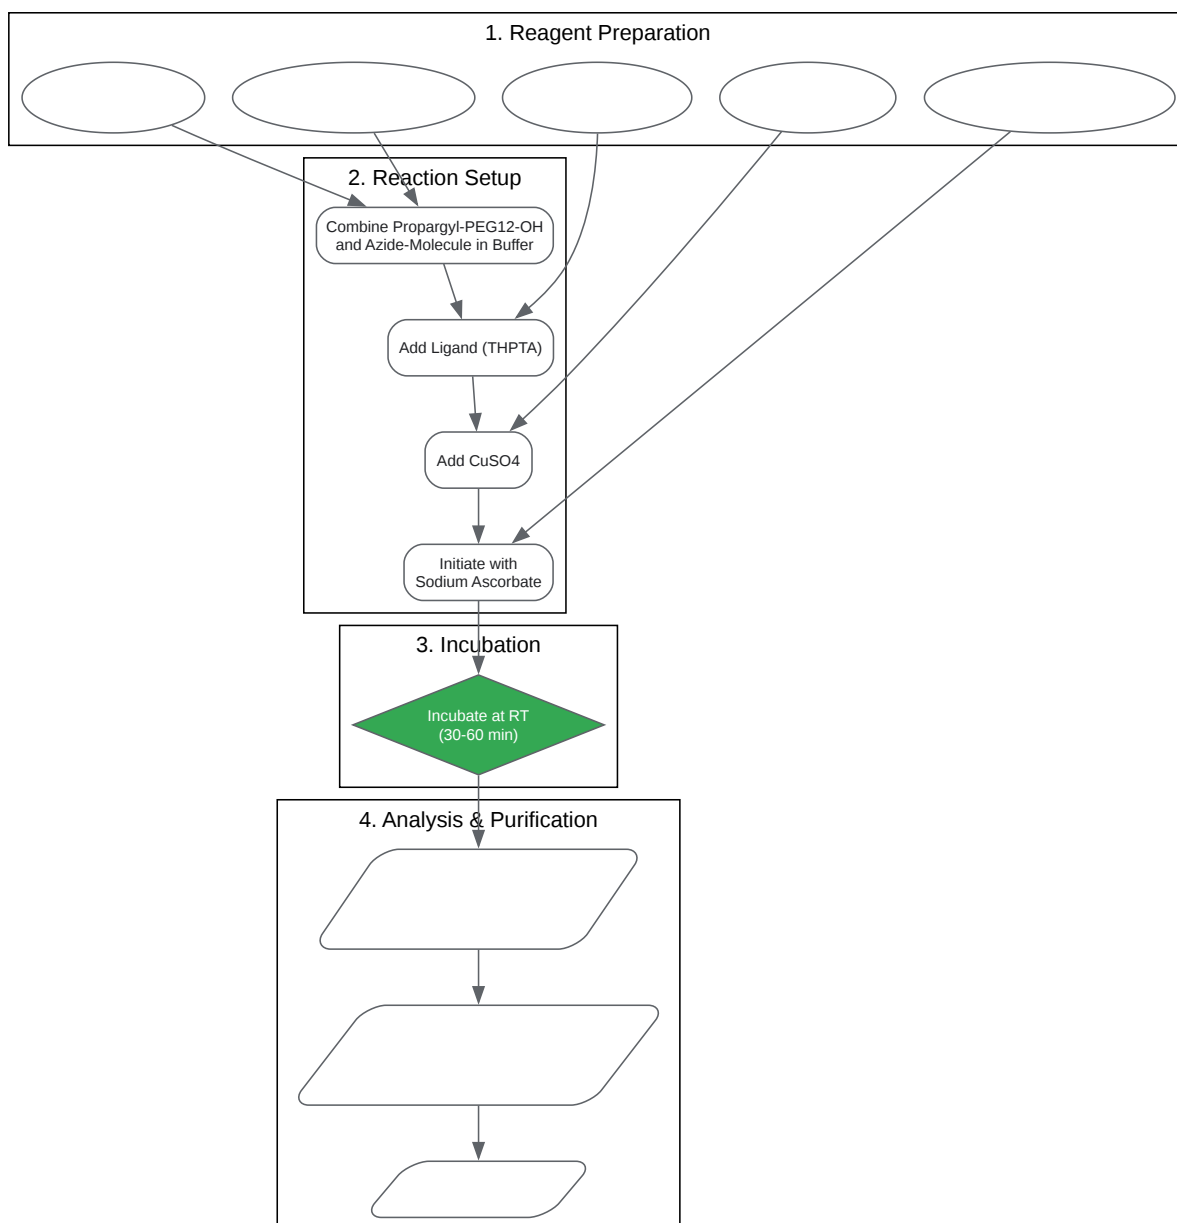 1. Reagent Preparation
2. Reaction Setup
Combine Propargyl-PEG12-OH
and Azide-Molecule in Buffer
Add Ligand (THPTA)
Add CuSO4
Initiate with
Sodium Ascorbate
3. Incubation
Incubate at RT
(30-60 min)
4. Analysis & Purification